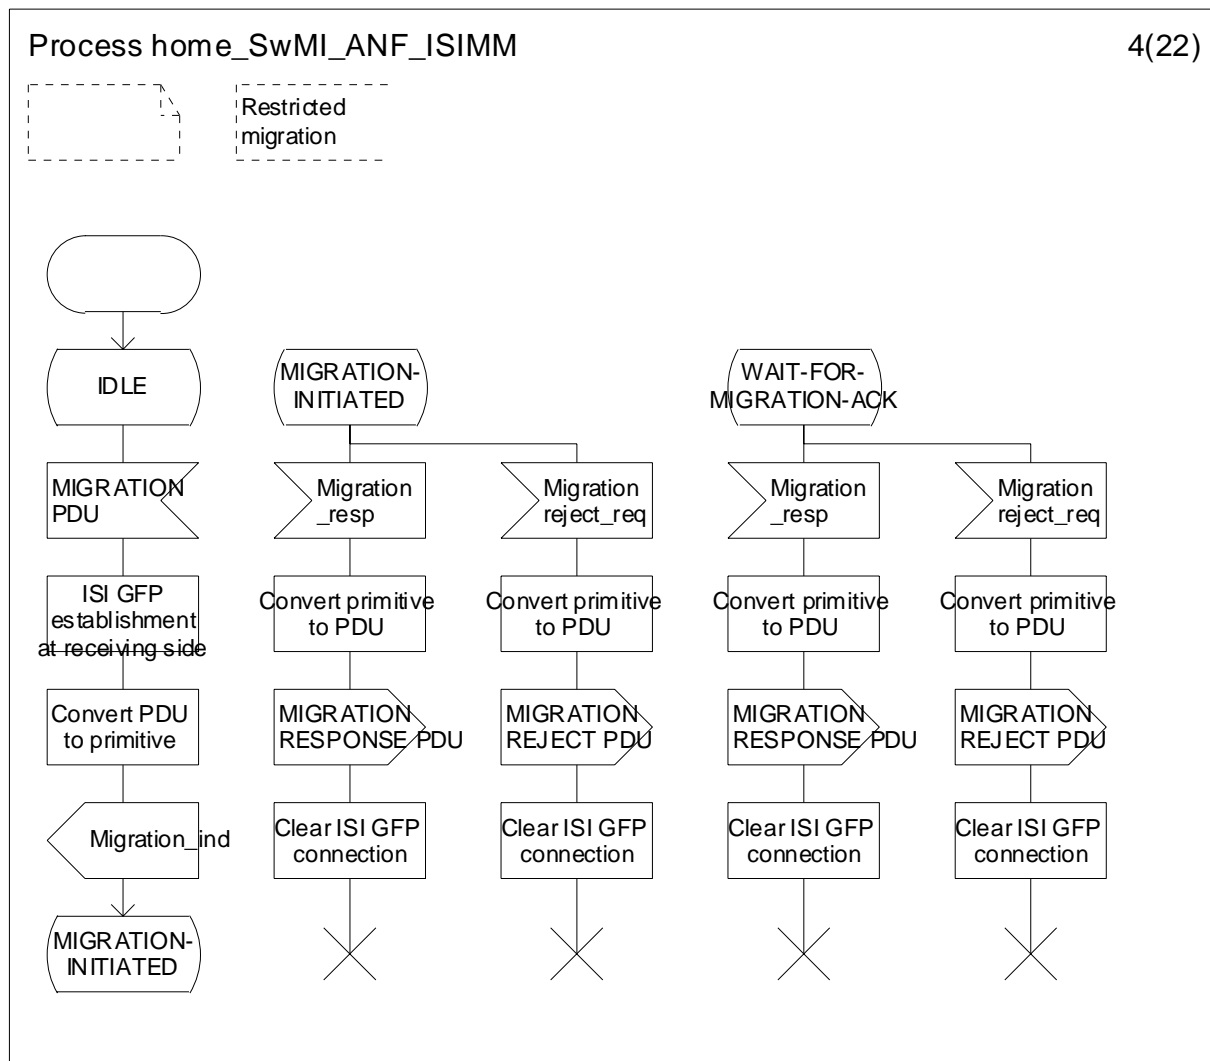 Process home_SwMI_ANF_ISIMM
4(22)
Restricted
migration
IDLE
MIGRATION
PDU
ISI GFP
establishment
at receiving side
Convert PDU
to primitive
Migration_ind
MIGRATION-
INITIATED
MIGRATION-
INITIATED
Migration
_resp
Convert primitive
to PDU
MIGRATION
RESPONSE PDU
Clear ISI GFP
connection
Migration
reject_req
Convert primitive
to PDU
MIGRATION
REJECT PDU
Clear ISI GFP
connection
WAIT-FOR-
MIGRATION-ACK
Migration
_resp
Convert primitive
to PDU
MIGRATION
RESPONSE PDU
Clear ISI GFP
connection
Migration
reject_req
Convert primitive
to PDU
MIGRATION
REJECT PDU
Clear ISI GFP
connection